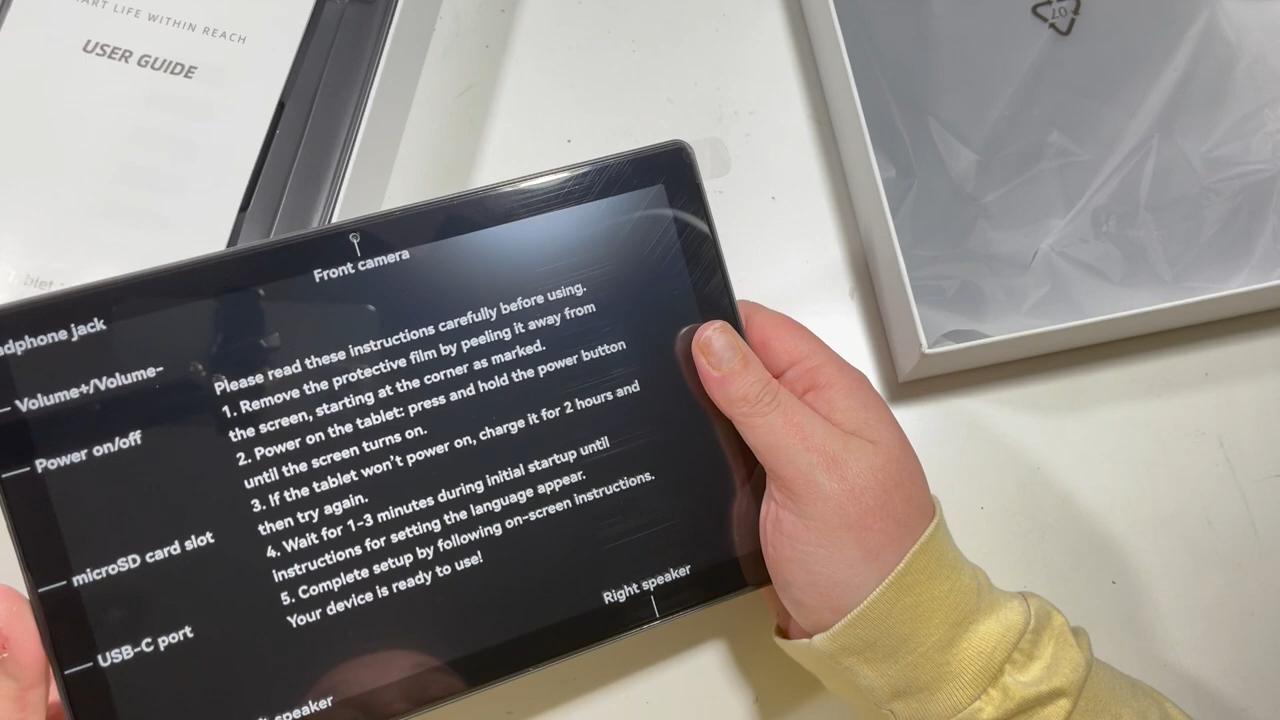 LIFE WITHIN REACH
USER GUIDE
Front camera
jack
Volume+/Volume-
Power on/off
microSD card slot
USB-C port
Please read these instructions carefully before using.
1. Remove the protective film by peeling it away from
the screen, starting at the corner as marked.
2. Power on the tablet: press and hold the power button
until the screen turns on.
3. If the tablet won't power on, charge it for 2 hours and
then try again.
4. Wait for 1-3 minutes during initial startup until
instructions for setting the language appear.
5. Complete setup by following on-screen instructions.
Your device is ready to use!
Right speaker
speaker
07